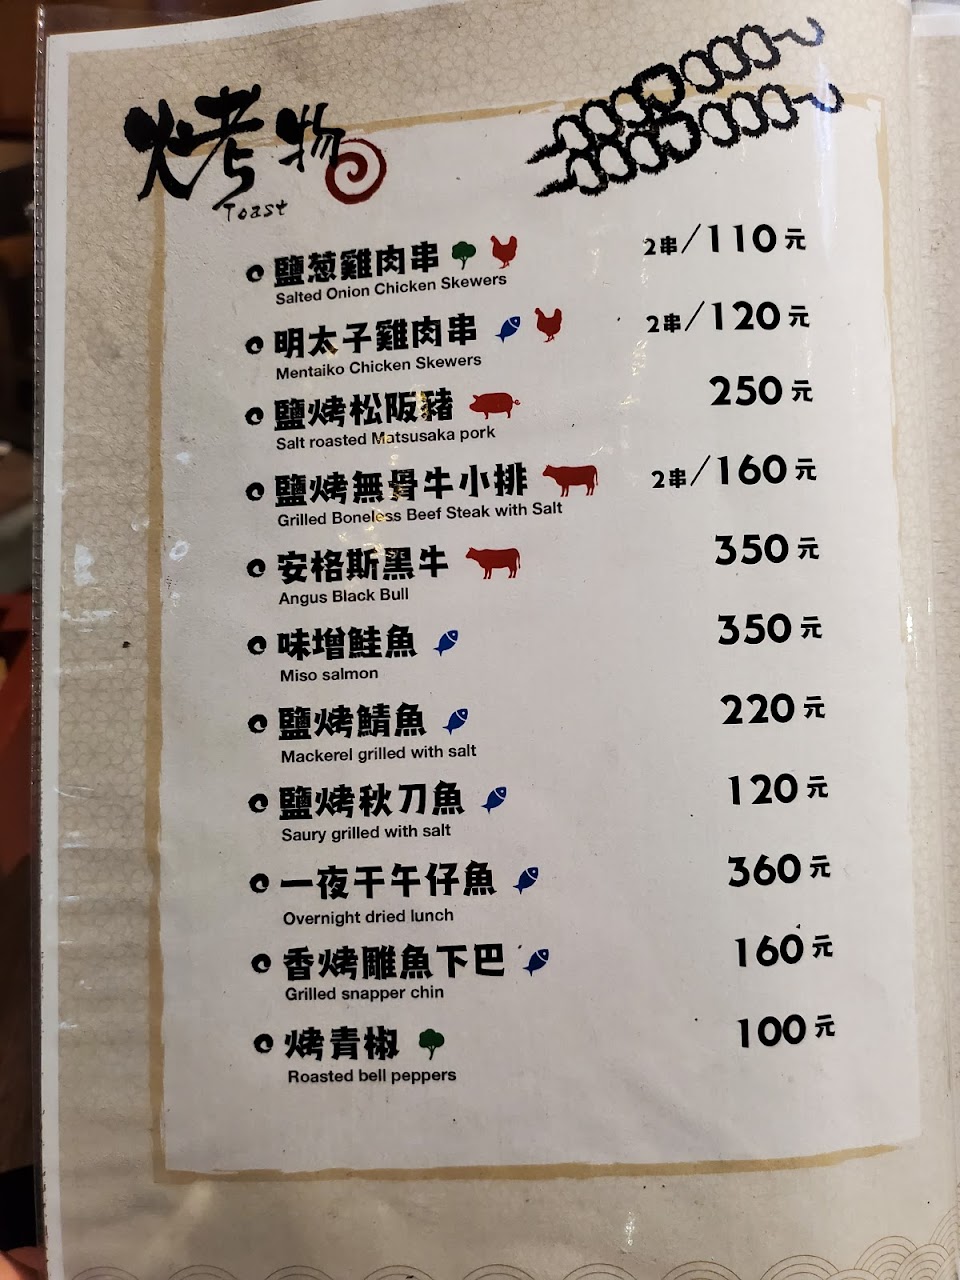 烤物
Toast
鹽葱雞肉串 2串/110元
Salted Onion Chicken Skewers
明太子雞肉串 2串/120元
Mentaiko Chicken Skewers
鹽烤松阪豬 250元
Salt roasted Matsusaka pork
鹽烤無骨牛小排 2串/160元
Grilled Boneless Beef Steak with Salt
安格斯黑牛 350元
Angus Black Bull
味增鮭魚 350元
Miso salmon
鹽烤鯖魚 220元
Mackerel grilled with salt
鹽烤秋刀魚 120元
Saury grilled with salt
一夜干午仔魚 360元
Overnight dried lunch
香烤雕魚下巴 160元
Grilled snapper chin
烤青椒 100元
Roasted bell peppers